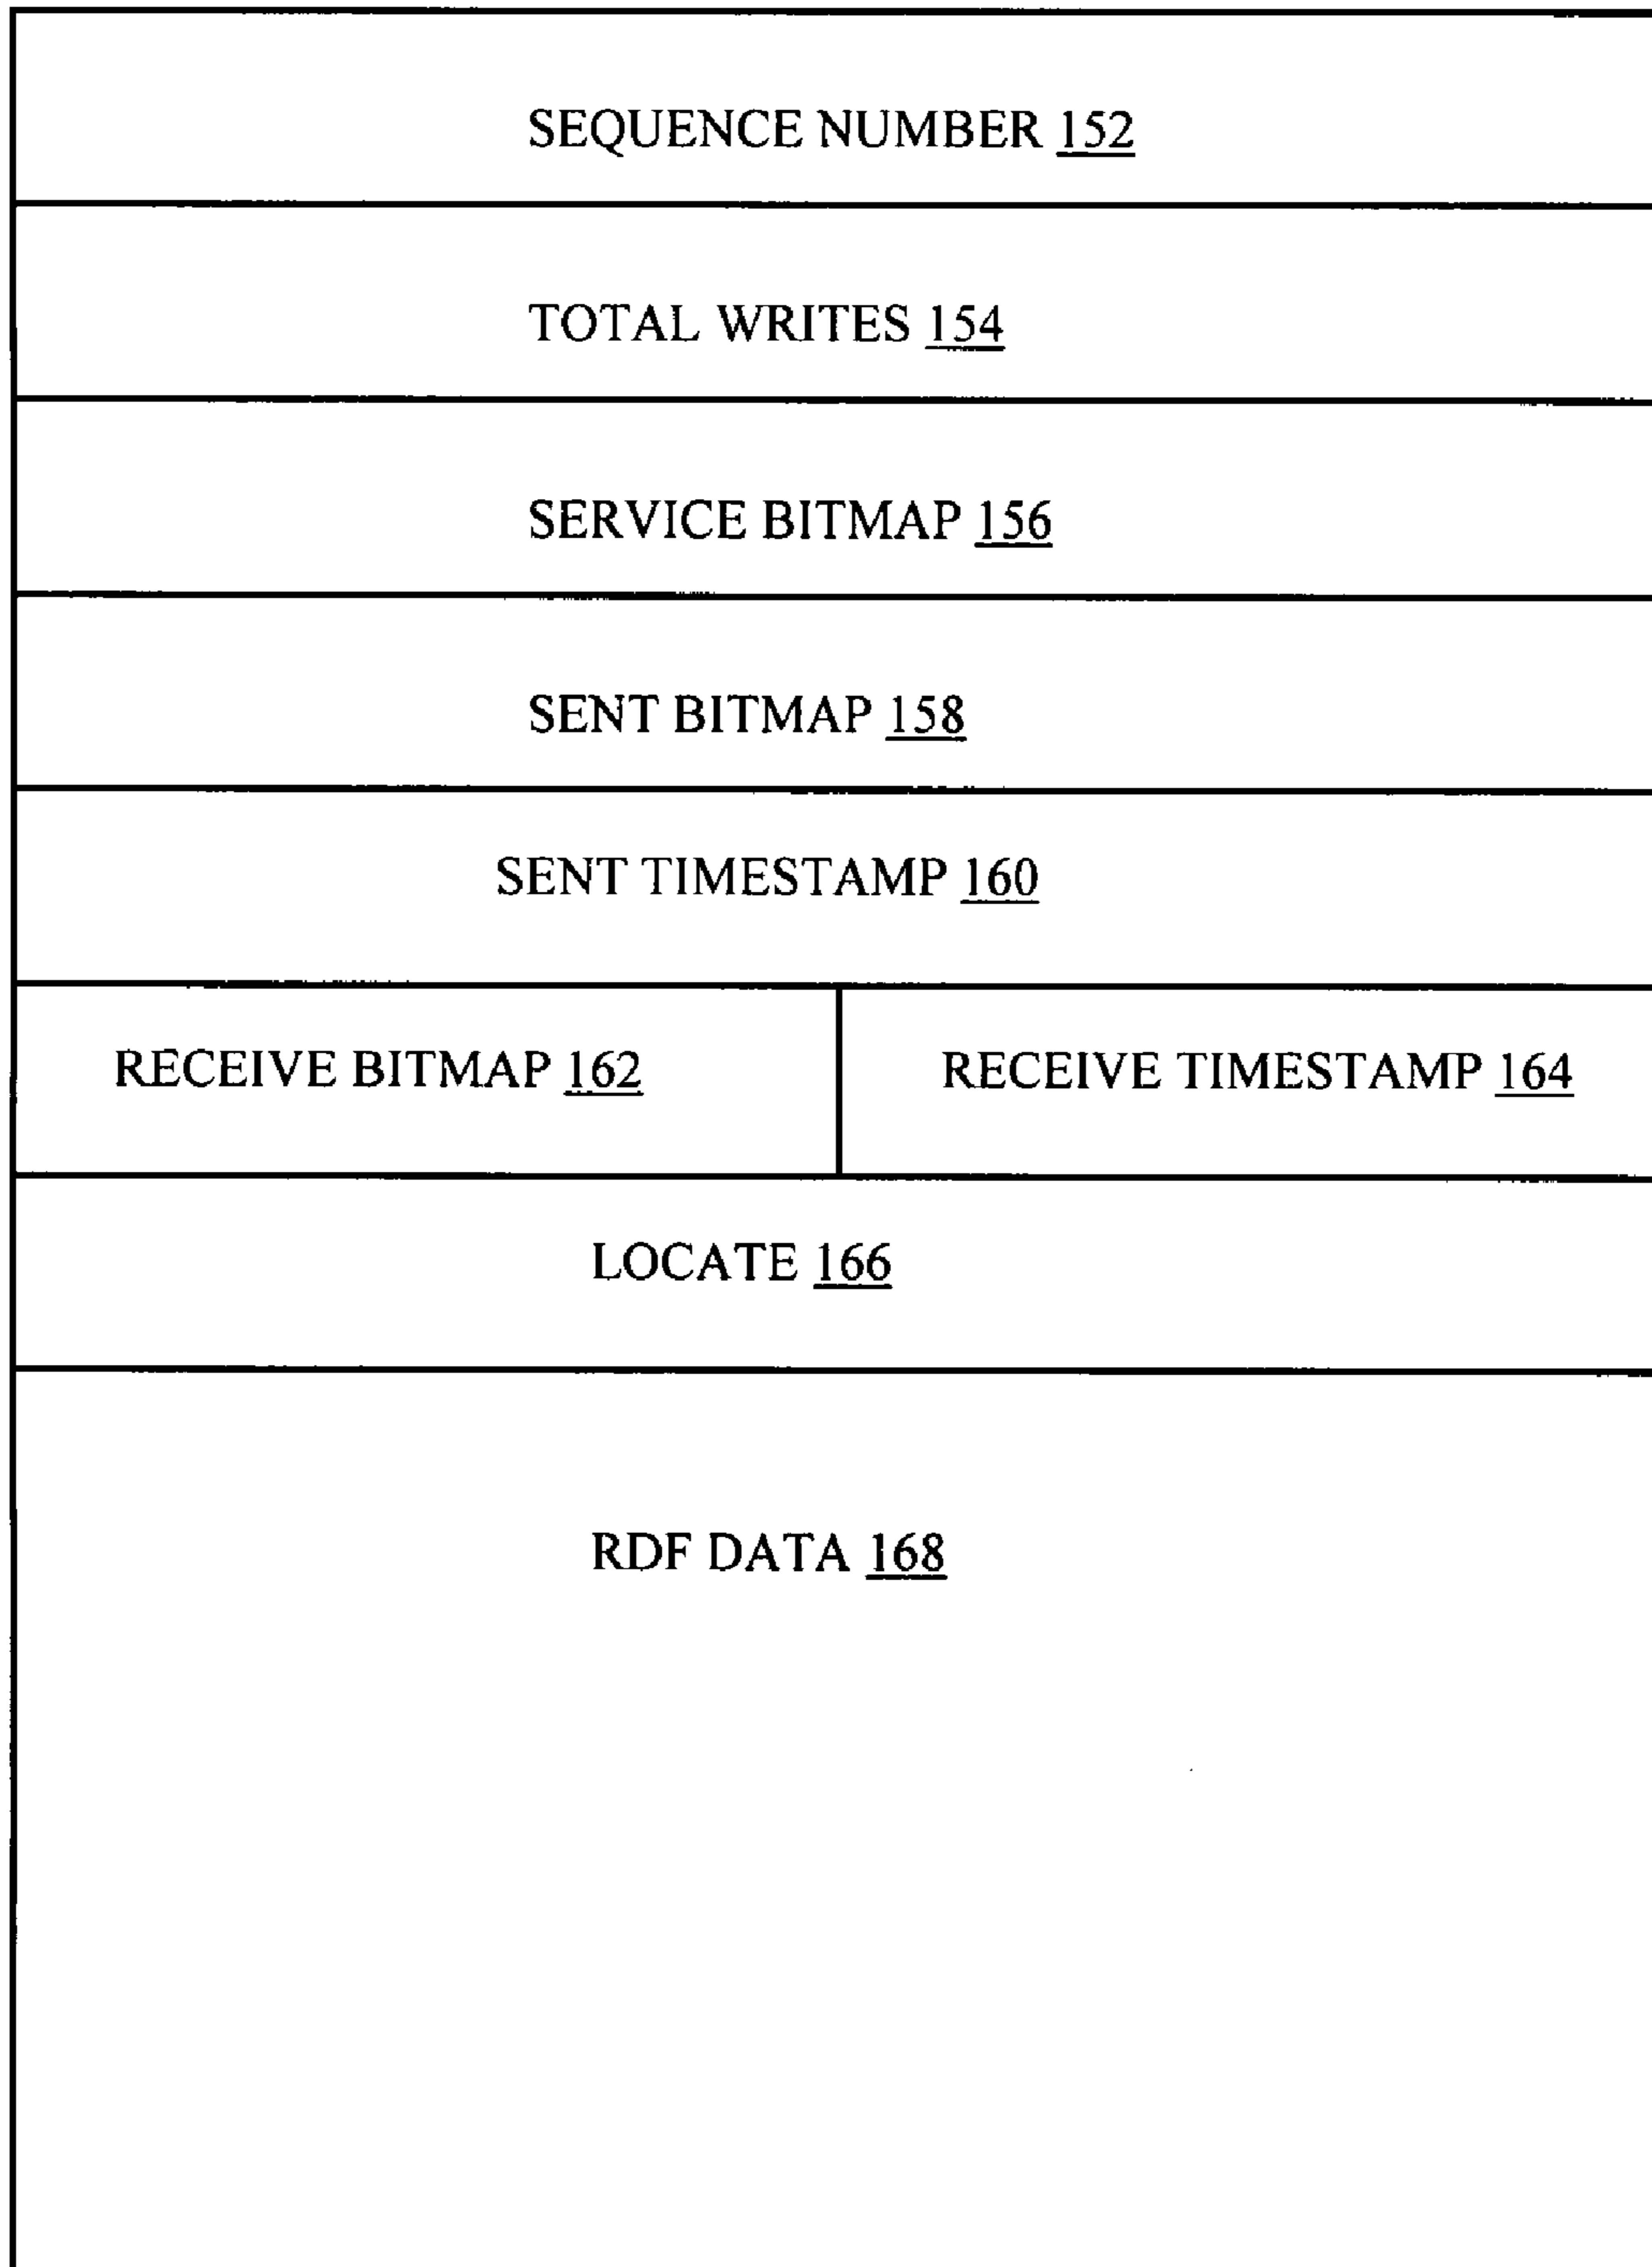 SEQUENCE NUMBER 152
TOTAL WRITES 154
SERVICE BITMAP 156
SENT BITMAP 158
SENT TIMESTAMP 160
RECEIVE BITMAP 162
RECEIVE TIMESTAMP 164
LOCATE 166
RDF DATA 168